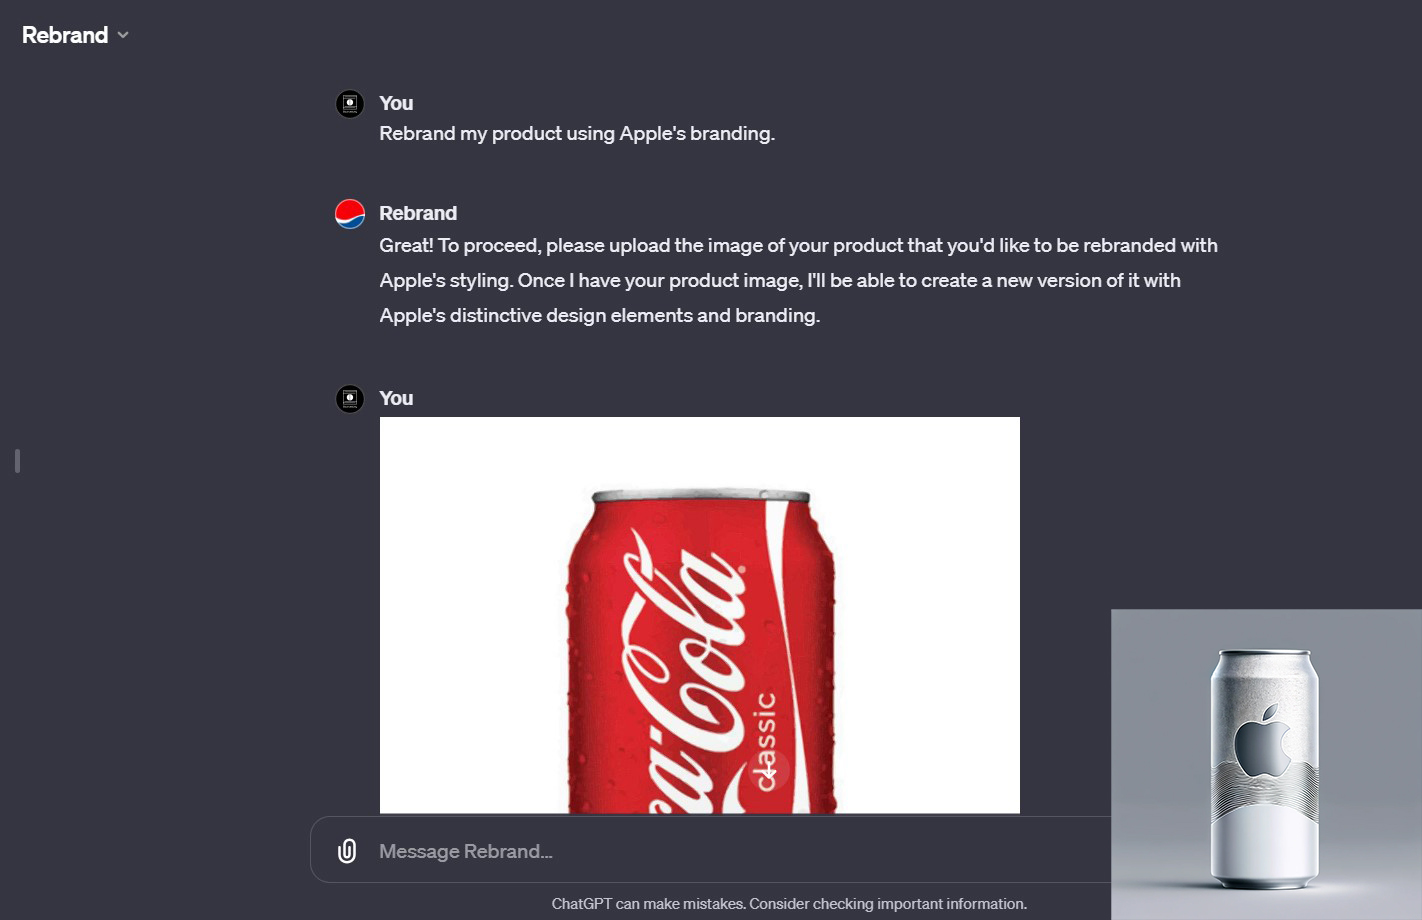 Rebrand
You
Rebrand my product using Apple's branding.
Rebrand
Great! To proceed, please upload the image of your product that you'd like to be rebranded with
Apple's styling. Once I have your product image, I'll be able to create a new version of it with
Apple's distinctive design elements and branding.
You
ca-Cola
classic
Message Rebrand...
ChatGPT can make mistakes. Consider checking important information.